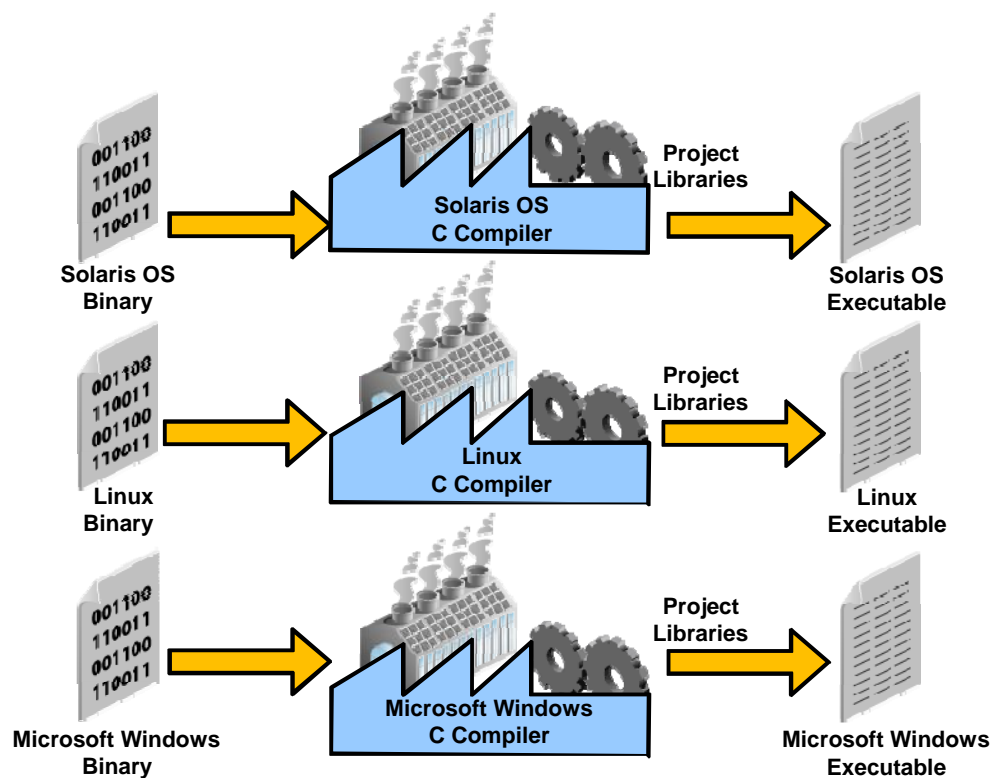 001100
110011
001100
110011
Solaris OS
Binary
Solaris OS
C Compiler
Project
Libraries
Solaris OS
Executable
001100
110011
001100
110011
Linux
Binary
Linux
C Compiler
Project
Libraries
Linux
Executable
001100
110011
001100
110011
Microsoft Windows
Binary
Microsoft Windows
C Compiler
Project
Libraries
Microsoft Windows
Executable